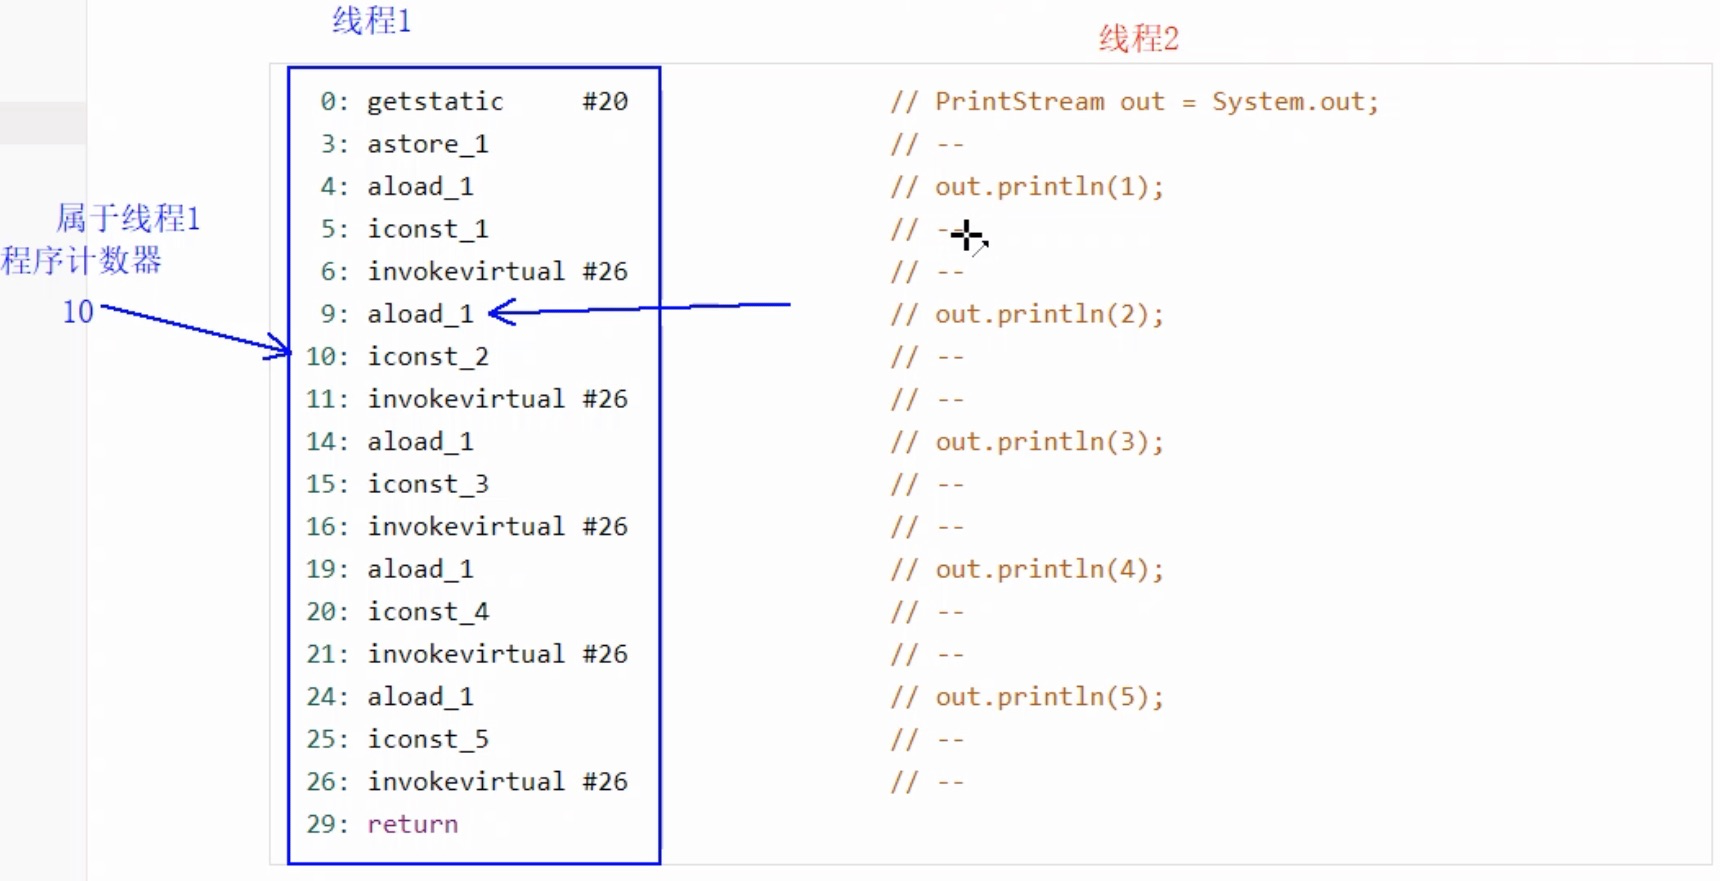 线程1
线程2
0: getstatic #20 // PrintStream out = System.out;
3: astore_1 // --
4: aload_1 // out.println(1);
属于线程1
5: iconst_1 // --
程序计数器
6: invokevirtual #26 // --
10
9: aload_1 // out.println(2);
10: iconst_2 // --
11: invokevirtual #26 // --
14: aload_1 // out.println(3);
15: iconst_3 // --
16: invokevirtual #26 // --
19: aload_1 // out.println(4);
20: iconst_4 // --
21: invokevirtual #26 // --
24: aload_1 // out.println(5);
25: iconst_5 // --
26: invokevirtual #26 // --
29: return